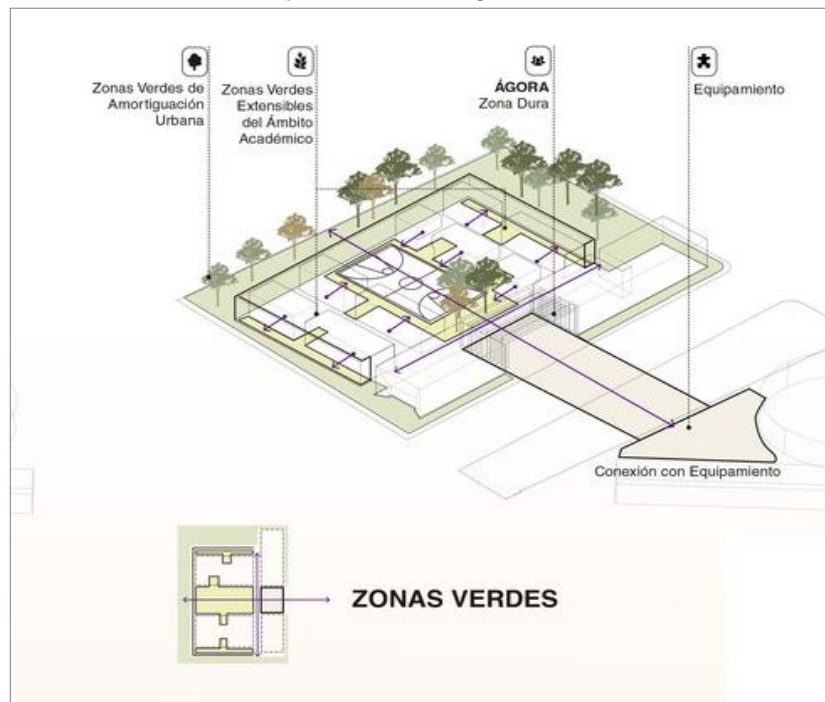 Zonas Verdes de
Amortiguación
Urbana
Zonas Verdes
Extensibles
del Ámbito
Académico
ÁGORA
Zona Dura
Equipamiento
Conexión con Equipamiento
ZONAS VERDES